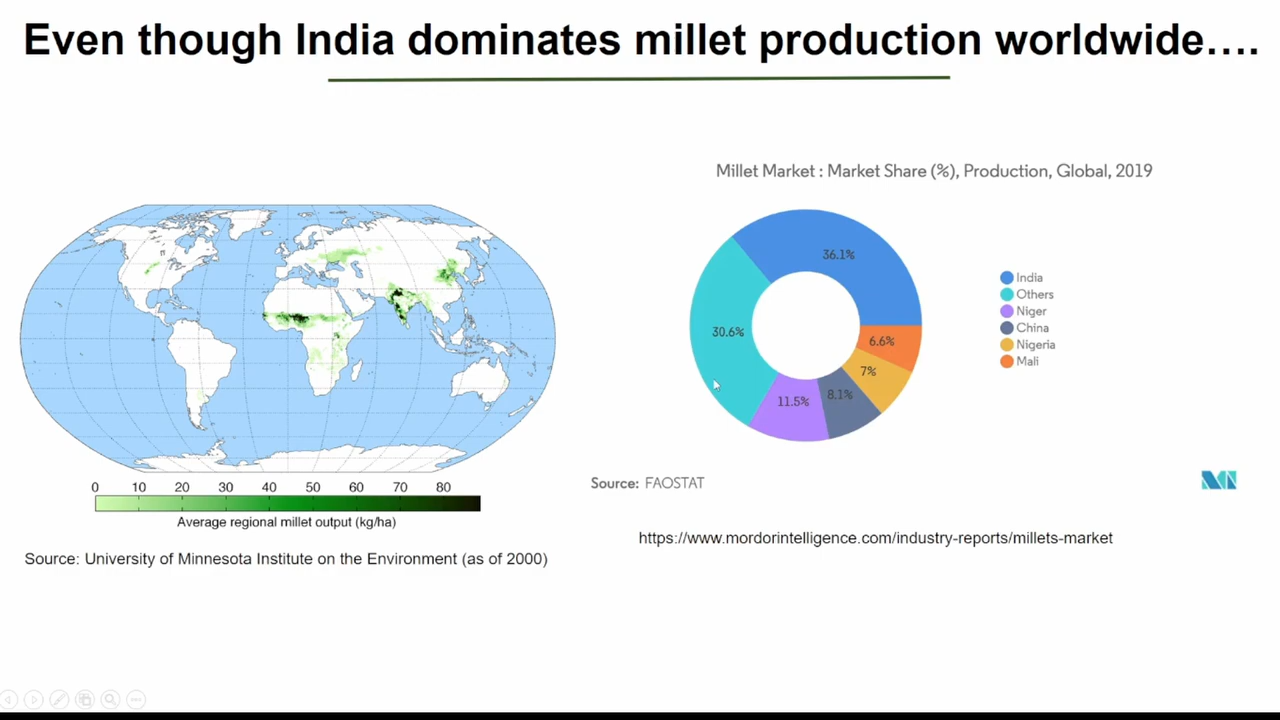 Even though India dominates millet production worldwide….
Millet Market : Market Share (%), Production, Global, 2019
36.1%
30.6%
6.6%
7%
8.1%
11.5%
India
Others
Niger
China
Nigeria
Mali
0 10 20 30 40 50 60 70 80
Average regional millet output (kg/ha)
Source: University of Minnesota Institute on the Environment (as of 2000)
Source: FAOSTAT
https://www.mordorintelligence.com/industry-reports/millets-market